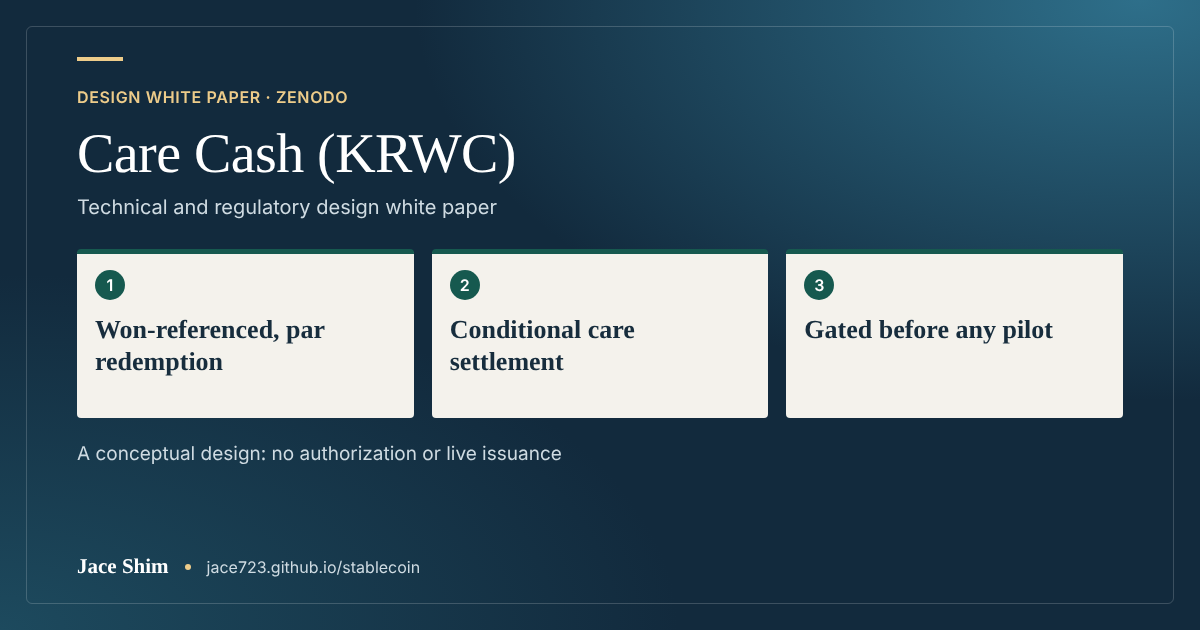 DESIGN WHITE PAPER · ZENODO
Care Cash (KRWC)
Technical and regulatory design white paper
1
Won-referenced, par
redemption
2
Conditional care
settlement
3
Gated before any pilot
A conceptual design: no authorization or live issuance
Jace Shim • jace723.github.io/stablecoin